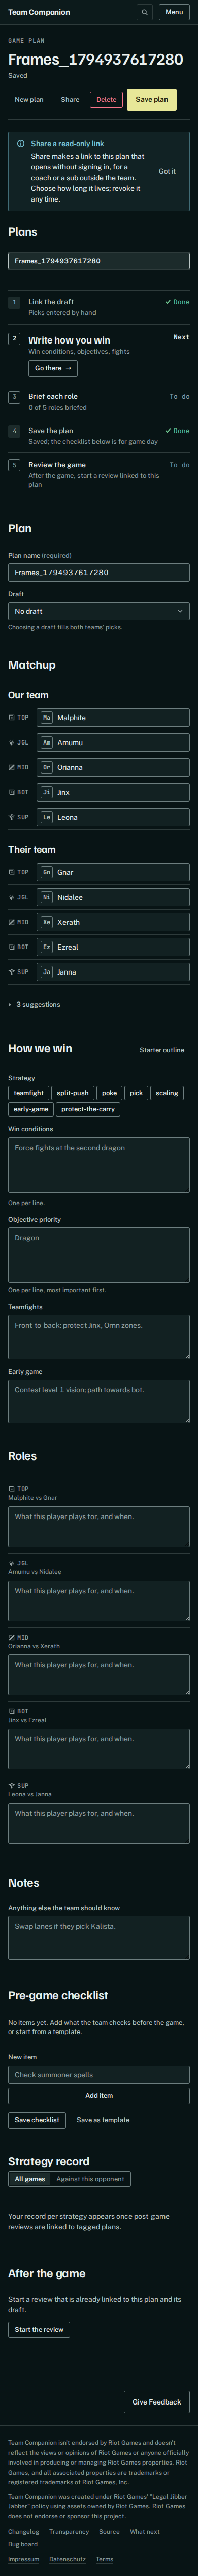 Team Companion
Menu
GAME PLAN
Frames_1794937617280
Saved
New plan
Share
Delete
Save plan
Share a read-only link
Share makes a link to this plan that
opens without signing in, for a
coach or a sub outside the team.
Choose how long it lives; revoke it
any time.
Got it
Plans
Frames_1794937617280
1
Link the draft
Done
Picks entered by hand
2
Write how you win
Next
Win conditions, objectives, fights
Go there →
3
Brief each role
To do
0 of 5 roles briefed
4
Save the plan
Done
Saved; the checklist below is for game day
5
Review the game
To do
After the game, start a review linked to this
plan
Plan
Plan name (required)
Frames_1794937617280
Draft
No draft
Choosing a draft fills both teams' picks.
Matchup
Our team
TOP
Ma
Malphite
JGL
Am
Amumu
MID
Or
Orianna
BOT
Ji
Jinx
SUP
Le
Leona
Their team
TOP
Gn
Gnar
JGL
Ni
Nidalee
MID
Xe
Xerath
BOT
Ez
Ezreal
SUP
Ja
Janna
3 suggestions
How we win
Starter outline
Strategy
teamfight
split-push
poke
pick
scaling
early-game
protect-the-carry
Win conditions
Force fights at the second dragon
One per line.
Objective priority
Dragon
One per line, most important first.
Teamfights
Front-to-back: protect Jinx, Ornn zones.
Early game
Contest level 1 vision; path towards bot.
Roles
TOP
Malphite vs Gnar
What this player plays for, and when.
JGL
Amumu vs Nidalee
What this player plays for, and when.
MID
Orianna vs Xerath
What this player plays for, and when.
BOT
Jinx vs Ezreal
What this player plays for, and when.
SUP
Leona vs Janna
What this player plays for, and when.
Notes
Anything else the team should know
Swap lanes if they pick Kalista.
Pre-game checklist
No items yet. Add what the team checks before the game,
or start from a template.
New item
Check summoner spells
Add item
Save checklist
Save as template
Strategy record
All games
Against this opponent
Your record per strategy appears once post-game
reviews are linked to tagged plans.
After the game
Start a review that is already linked to this plan and its
draft.
Start the review
Give Feedback
Team Companion isn't endorsed by Riot Games and doesn't
reflect the views or opinions of Riot Games or anyone officially
involved in producing or managing Riot Games properties. Riot
Games, and all associated properties are trademarks or
registered trademarks of Riot Games, Inc.
Team Companion was created under Riot Games' "Legal Jibber
Jabber" policy using assets owned by Riot Games. Riot Games
does not endorse or sponsor this project.
Changelog
Transparency
Source
What next
Bug board
Impressum
Datenschutz
Terms